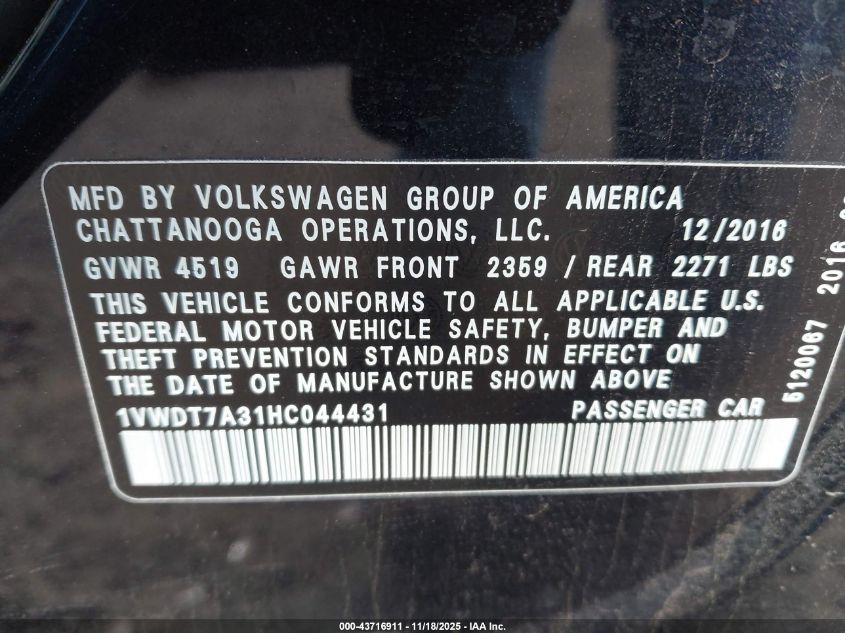 MFD BY VOLKSWAGEN GROUP OF AMERICA
CHATTANOOGA OPERATIONS, LLC. 12/2016
GVWR 4519 GAWR FRONT 2359 / REAR 2271 LBS
THIS VEHICLE CONFORMS TO ALL APPLICABLE U.S.
FEDERAL MOTOR VEHICLE SAFETY, BUMPER AND
THEFT PREVENTION STANDARDS IN EFFECT ON
THE DATE OF MANUFACTURE SHOWN ABOVE
1VWDT7A31HC044431 PASSENGER CAR
5120067 2016
000-43716911 - 11/18/2025 - IAA Inc.